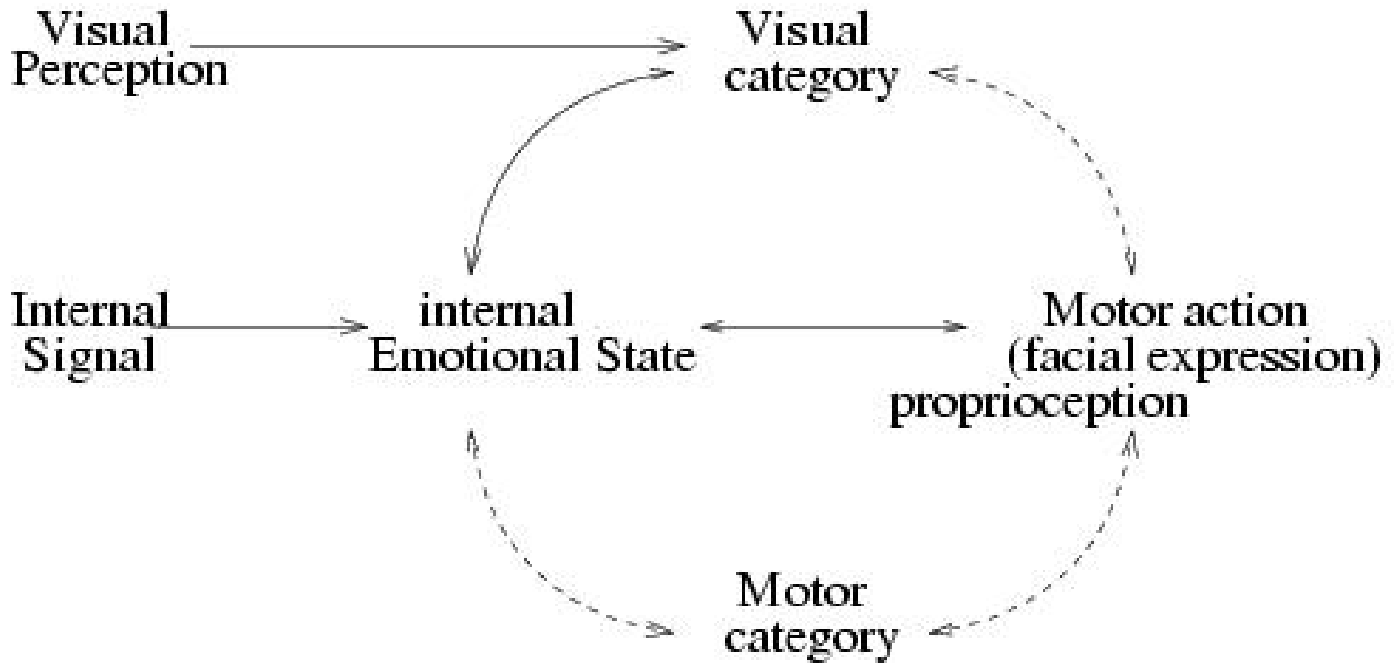 Visual
Perception
Visual
category
Internal
Signal
internal
Emotional State
Motor action
(facial expression)
proprioception
Motor
category